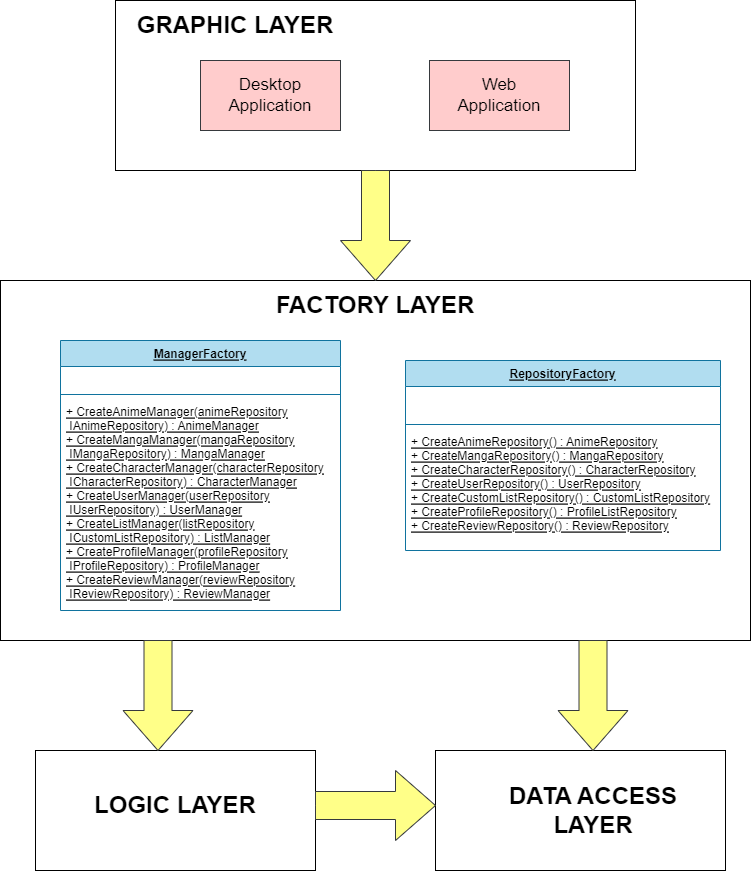 GRAPHIC LAYER
Desktop
Application
Web
Application
FACTORY LAYER
ManagerFactory
+ CreateAnimeManager(animeRepository
IAnimeRepository) : AnimeManager
+ CreateMangaManager(mangaRepository
IMangaRepository) : MangaManager
+ CreateCharacterManager(characterRepository
ICharacterRepository) : CharacterManager
+ CreateUserManager(userRepository
IUserRepository) : UserManager
+ CreateListManager(listRepository
ICustomListRepository) : ListManager
+ CreateProfileManager(profileRepository
IProfileRepository) : ProfileManager
+ CreateReviewManager(reviewRepository
IReviewRepository) : ReviewManager
RepositoryFactory
+ CreateAnimeRepository() : AnimeRepository
+ CreateMangaRepository() : MangaRepository
+ CreateCharacterRepository() : CharacterRepository
+ CreateUserRepository() : UserRepository
+ CreateCustomListRepository() : CustomListRepository
+ CreateProfileRepository() : ProfileListRepository
+ CreateReviewRepository() : ReviewRepository
LOGIC LAYER
DATA ACCESS
LAYER